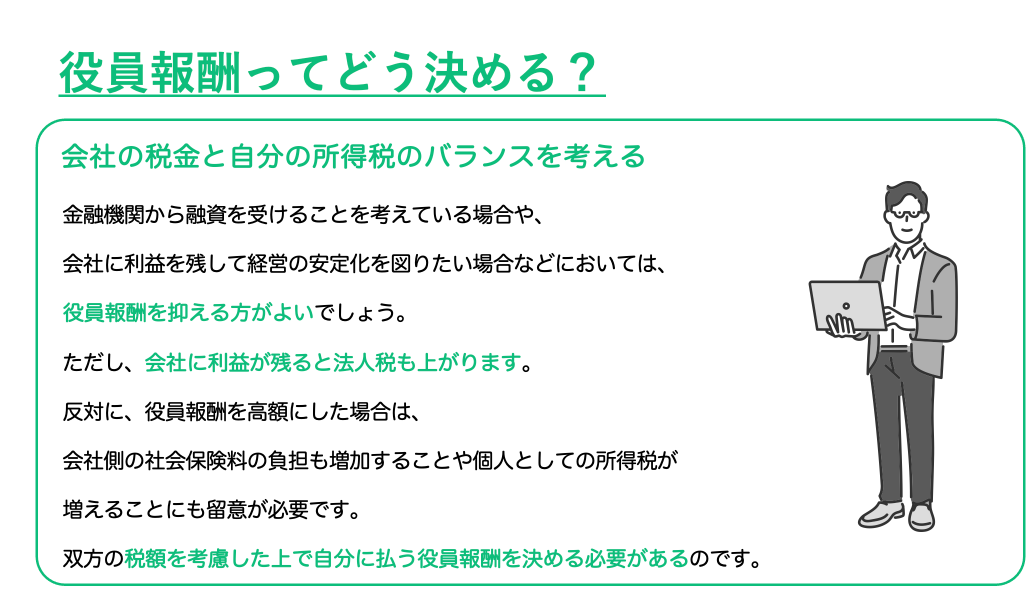 役員報酬ってどう決める？
会社の税金と自分の所得税のバランスを考える
金融機関から融資を受けることを考えている場合や、
会社に利益を残して経営の安定化を図りたい場合などにおいては、
役員報酬を抑える方がよいでしょう。
ただし、会社に利益が残ると法人税も上がります。
反対に、役員報酬を高額にした場合は、
会社側の社会保険料の負担も増加することや個人としての所得税が
増えることにも留意が必要です。
双方の税額を考慮した上で自分に払う役員報酬を決める必要があるのです。